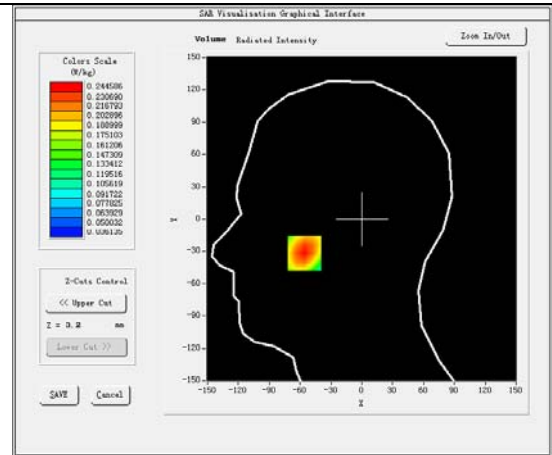 SAR Visualisation Graphical Interface
Volume Radiated Intensity
Zoom In/Out
Colors Scale
(W/kg)
0.244586
0.230690
0.216793
0.202896
0.188999
0.175103
0.161206
0.147309
0.133412
0.119516
0.105619
0.091722
0.077825
0.063929
0.050032
0.036135
Z-Cuts Control
<< Upper Cut
Z = 3.2 mm
Lower Cut >>
SAVE Cancel
150
120
90
60
30
0
-30
-60
-90
-120
-150
Y
-150 -120 -90 -60 -30 0 30 60 90 120 150
X